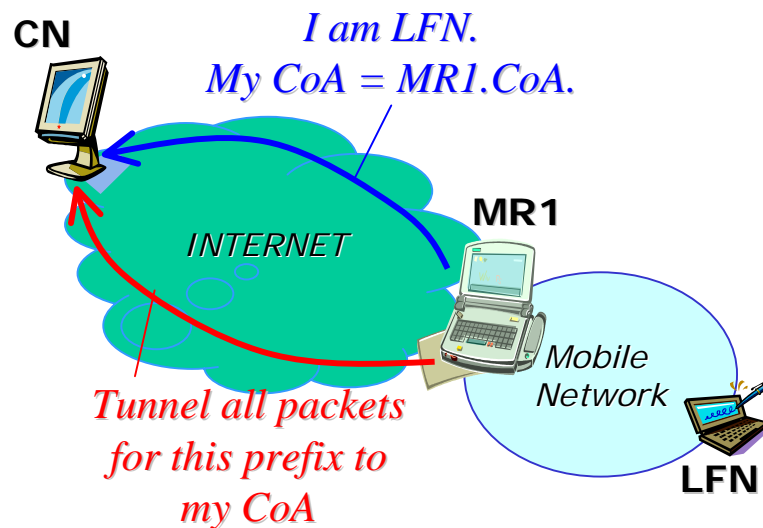 CN
I am LFN.
My CoA = MR1.CoA.
MR1
INTERNET
Mobile
Network
Tunnel all packets
for this prefix to
my CoA
LFN